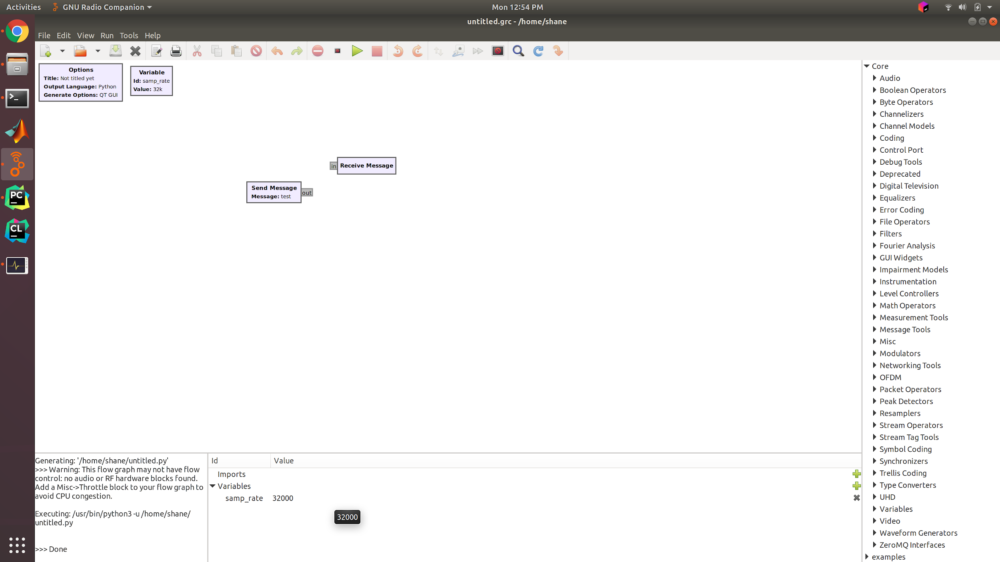 Activities
GNU Radio Companion
Mon 12:54 PM
untitled.grc - /home/shane
File Edit View Run Tools Help
Options
Title: Not titled yet
Output Language: Python
Generate Options: QT GUI
Variable
Id: samp_rate
Value: 32k
in
Receive Message
Send Message
Message: test
out
PC
CL
Generating: '/home/shane/untitled.py'
>>> Warning: This flow graph may not have flow
control: no audio or RF hardware blocks found.
Add a Misc->Throttle block to your flow graph to
avoid CPU congestion.
Executing: /usr/bin/python3 -u /home/shane/
untitled.py
>>> Done
Id Value
Imports
Variables
samp_rate 32000
32000
Core
Audio
Boolean Operators
Byte Operators
Channelizers
Channel Models
Coding
Control Port
Debug Tools
Deprecated
Digital Television
Equalizers
Error Coding
File Operators
Filters
Fourier Analysis
GUI Widgets
Impairment Models
Instrumentation
Level Controllers
Math Operators
Measurement Tools
Message Tools
Misc
Modulators
Networking Tools
OFDM
Packet Operators
Peak Detectors
Resamplers
Stream Operators
Stream Tag Tools
Symbol Coding
Synchronizers
Trellis Coding
Type Converters
UHD
Variables
Video
Waveform Generators
ZeroMQ Interfaces
examples